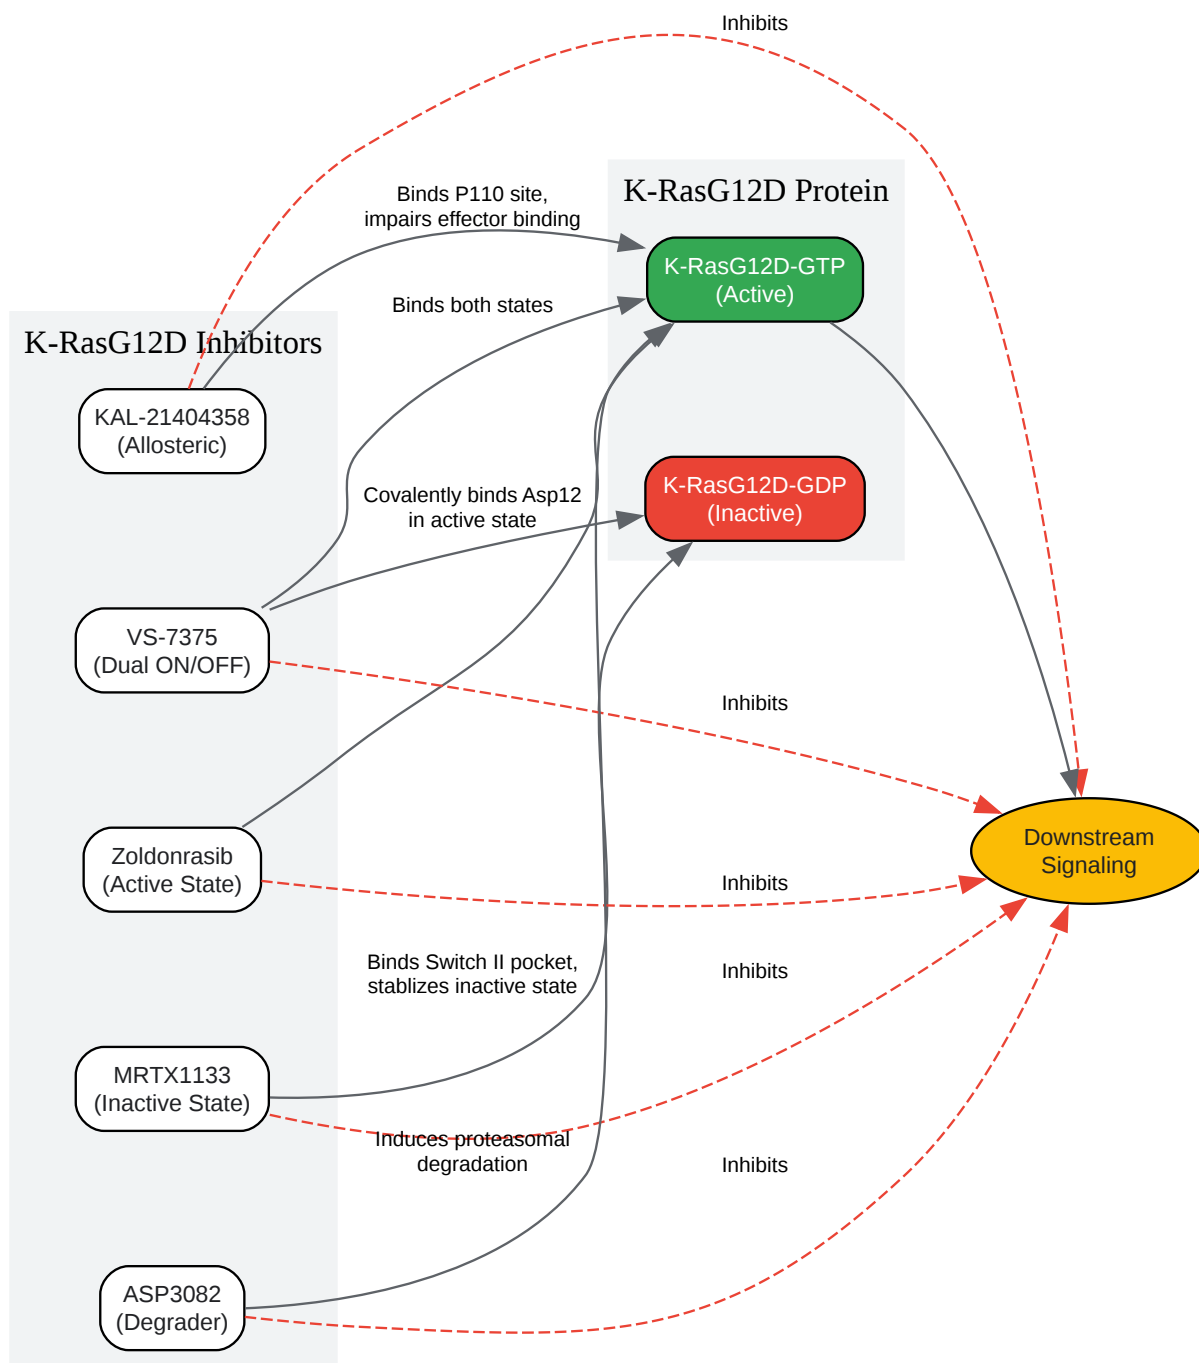 Inhibits
Binds P110 site,
impairs effector binding
K-RasG12D Protein
K-RasG12D-GTP
(Active)
Binds both states
K-RasG12D Inhibitors
KAL-21404358
(Allosteric)
Covalently binds Asp12
in active state
K-RasG12D-GDP
(Inactive)
VS-7375
(Dual ON/OFF)
Inhibits
Zoldonrasib
(Active State)
Inhibits
Downstream
Signaling
Binds Switch II pocket,
stablizes inactive state
Inhibits
MRTX1133
(Inactive State)
Induces proteasomal
degradation
Inhibits
ASP3082
(Degrader)